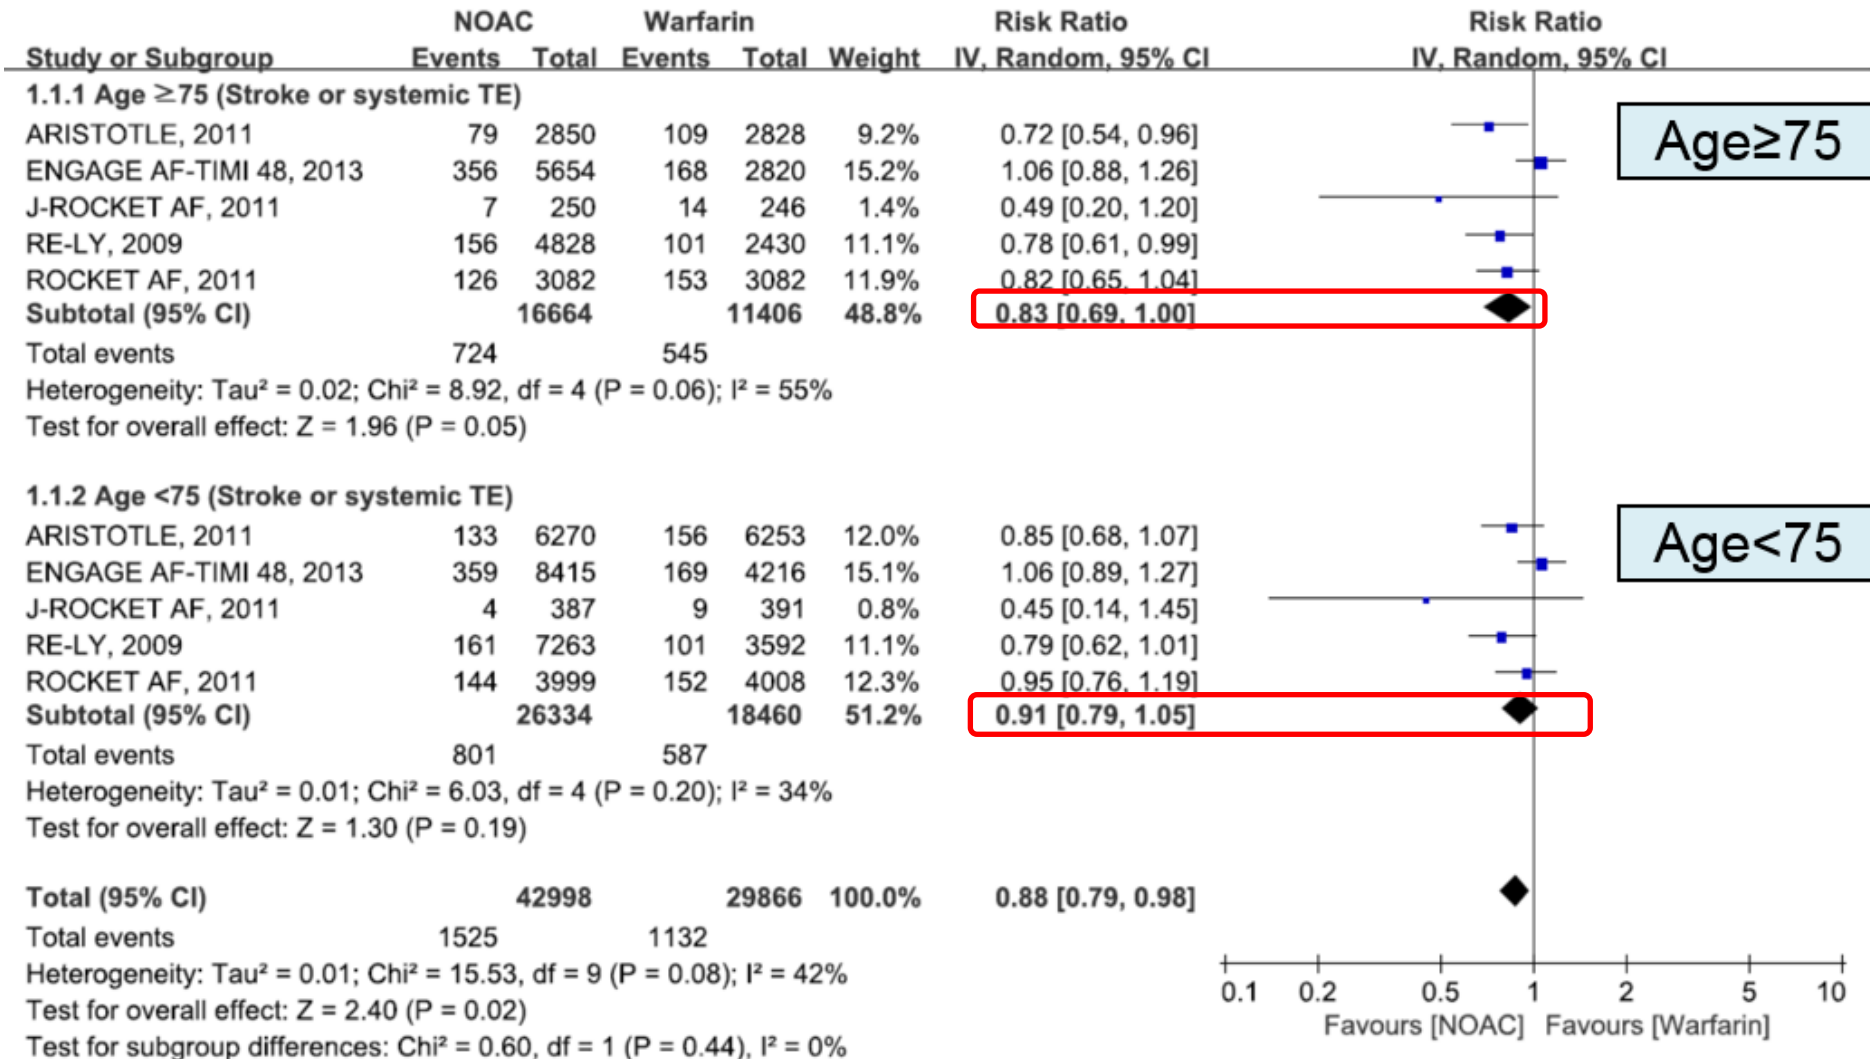 NOAC Warfarin Risk Ratio Risk Ratio
Study or Subgroup Events Total Events Total Weight IV, Random, 95% CI IV, Random, 95% CI
1.1.1 Age ≥75 (Stroke or systemic TE)
ARISTOTLE, 2011 79 2850 109 2828 9.2% 0.72 [0.54, 0.96]
Age≥75
ENGAGE AF-TIMI 48, 2013 356 5654 168 2820 15.2% 1.06 [0.88, 1.26]
J-ROCKET AF, 2011 7 250 14 246 1.4% 0.49 [0.20, 1.20]
RE-LY, 2009 156 4828 101 2430 11.1% 0.78 [0.61, 0.99]
ROCKET AF, 2011 126 3082 153 3082 11.9% 0.82 [0.65, 1.04]
Subtotal (95% CI) 16664 11406 48.8% 0.83 [0.69, 1.00]
Total events 724 545
Heterogeneity: Tau² = 0.02; Chi² = 8.92, df = 4 (P = 0.06); I² = 55%
Test for overall effect: Z = 1.96 (P = 0.05)
1.1.2 Age <75 (Stroke or systemic TE)
ARISTOTLE, 2011 133 6270 156 6253 12.0% 0.85 [0.68, 1.07]
Age<75
ENGAGE AF-TIMI 48, 2013 359 8415 169 4216 15.1% 1.06 [0.89, 1.27]
J-ROCKET AF, 2011 4 387 9 391 0.8% 0.45 [0.14, 1.45]
RE-LY, 2009 161 7263 101 3592 11.1% 0.79 [0.62, 1.01]
ROCKET AF, 2011 144 3999 152 4008 12.3% 0.95 [0.76, 1.19]
Subtotal (95% CI) 26334 18460 51.2% 0.91 [0.79, 1.05]
Total events 801 587
Heterogeneity: Tau² = 0.01; Chi² = 6.03, df = 4 (P = 0.20); I² = 34%
Test for overall effect: Z = 1.30 (P = 0.19)
Total (95% CI) 42998 29866 100.0% 0.88 [0.79, 0.98]
Total events 1525 1132
Heterogeneity: Tau² = 0.01; Chi² = 15.53, df = 9 (P = 0.08); I² = 42%
Test for overall effect: Z = 2.40 (P = 0.02)
Test for subgroup differences: Chi² = 0.60, df = 1 (P = 0.44), I² = 0%
0.1 0.2 0.5 1 2 5 10
Favours [NOAC] Favours [Warfarin]